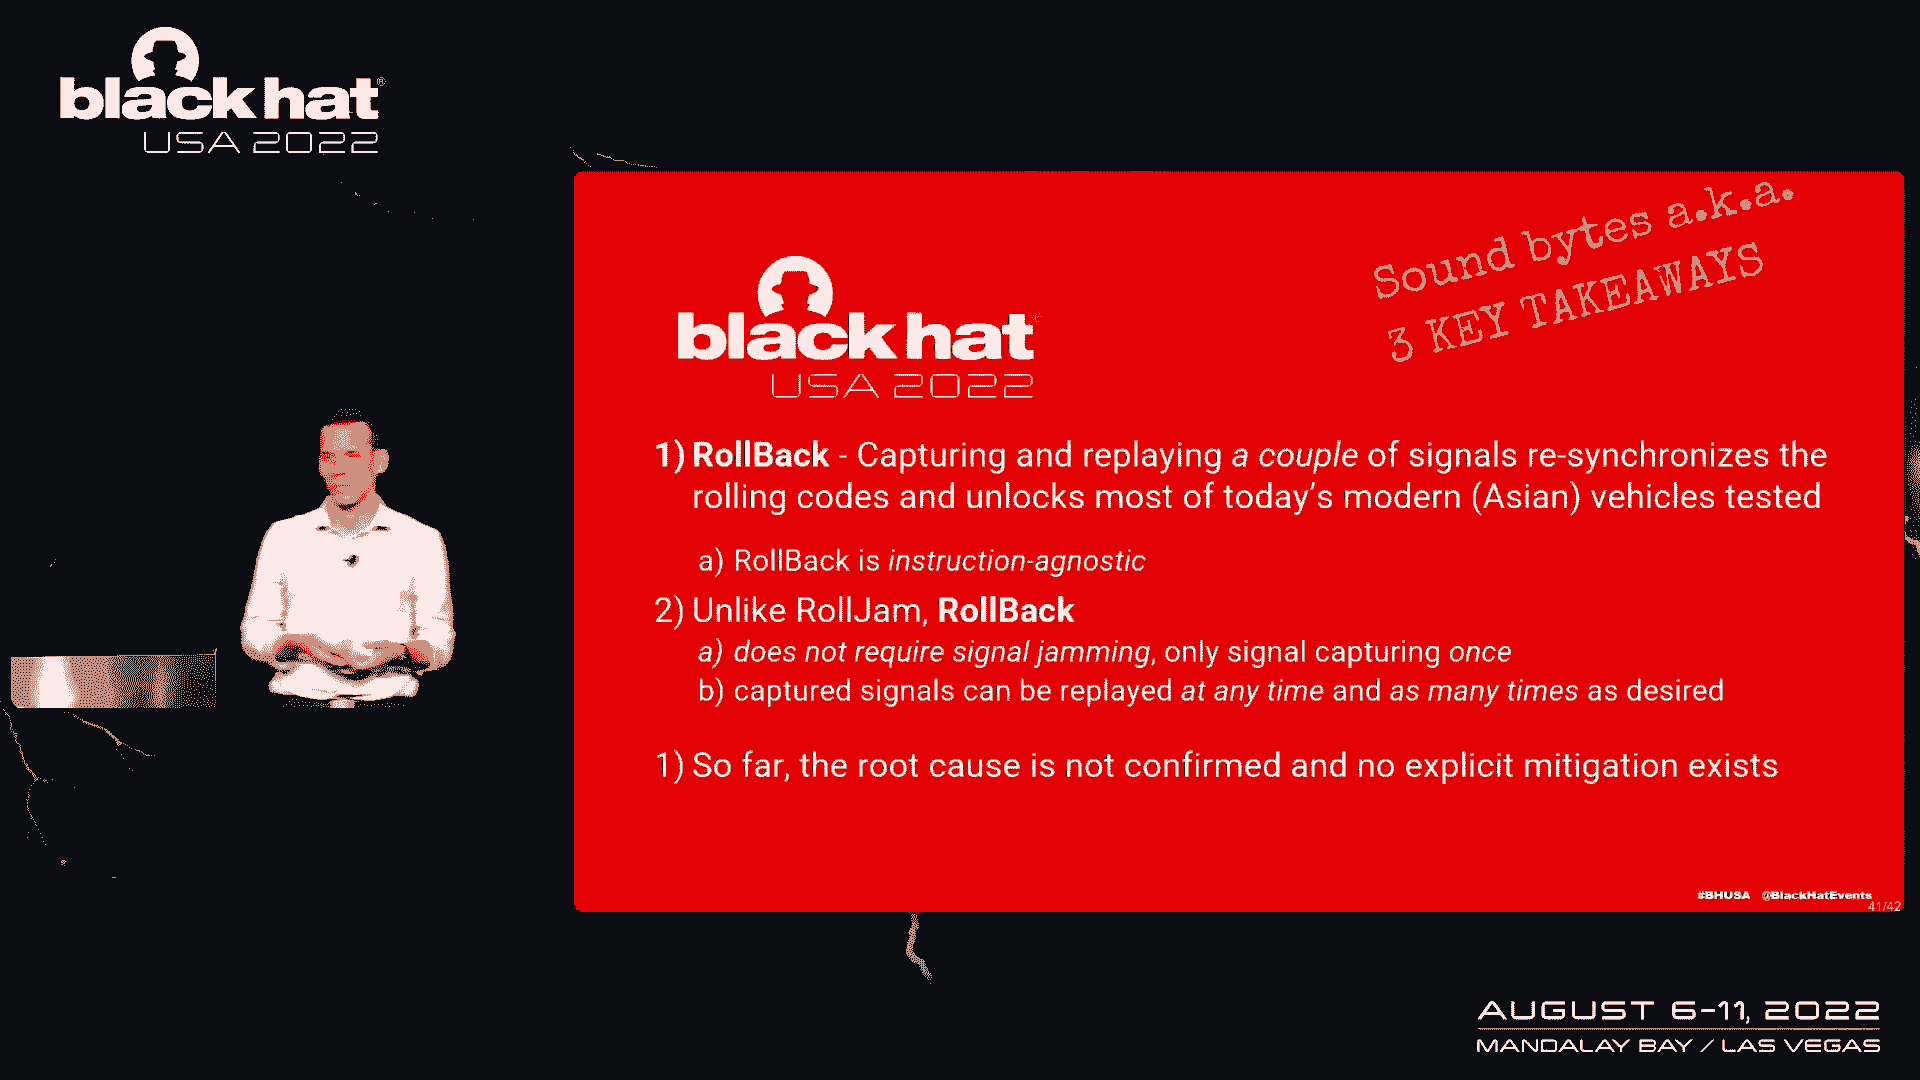 black hat®
USA 2022
Sound bytes a.k.a.
3 KEY TAKEAWAYS
black hat®
USA 2022
1) RollBack - Capturing and replaying a couple of signals re-synchronizes the
rolling codes and unlocks most of today's modern (Asian) vehicles tested
a) RollBack is instruction-agnostic
2) Unlike RollJam, RollBack
a) does not require signal jamming, only signal capturing once
b) captured signals can be replayed at any time and as many times as desired
1) So far, the root cause is not confirmed and no explicit mitigation exists
#BHUSA @BlackHatEvents
41/42
AUGUST 6-11, 2022
MANDALAY BAY / LAS VEGAS